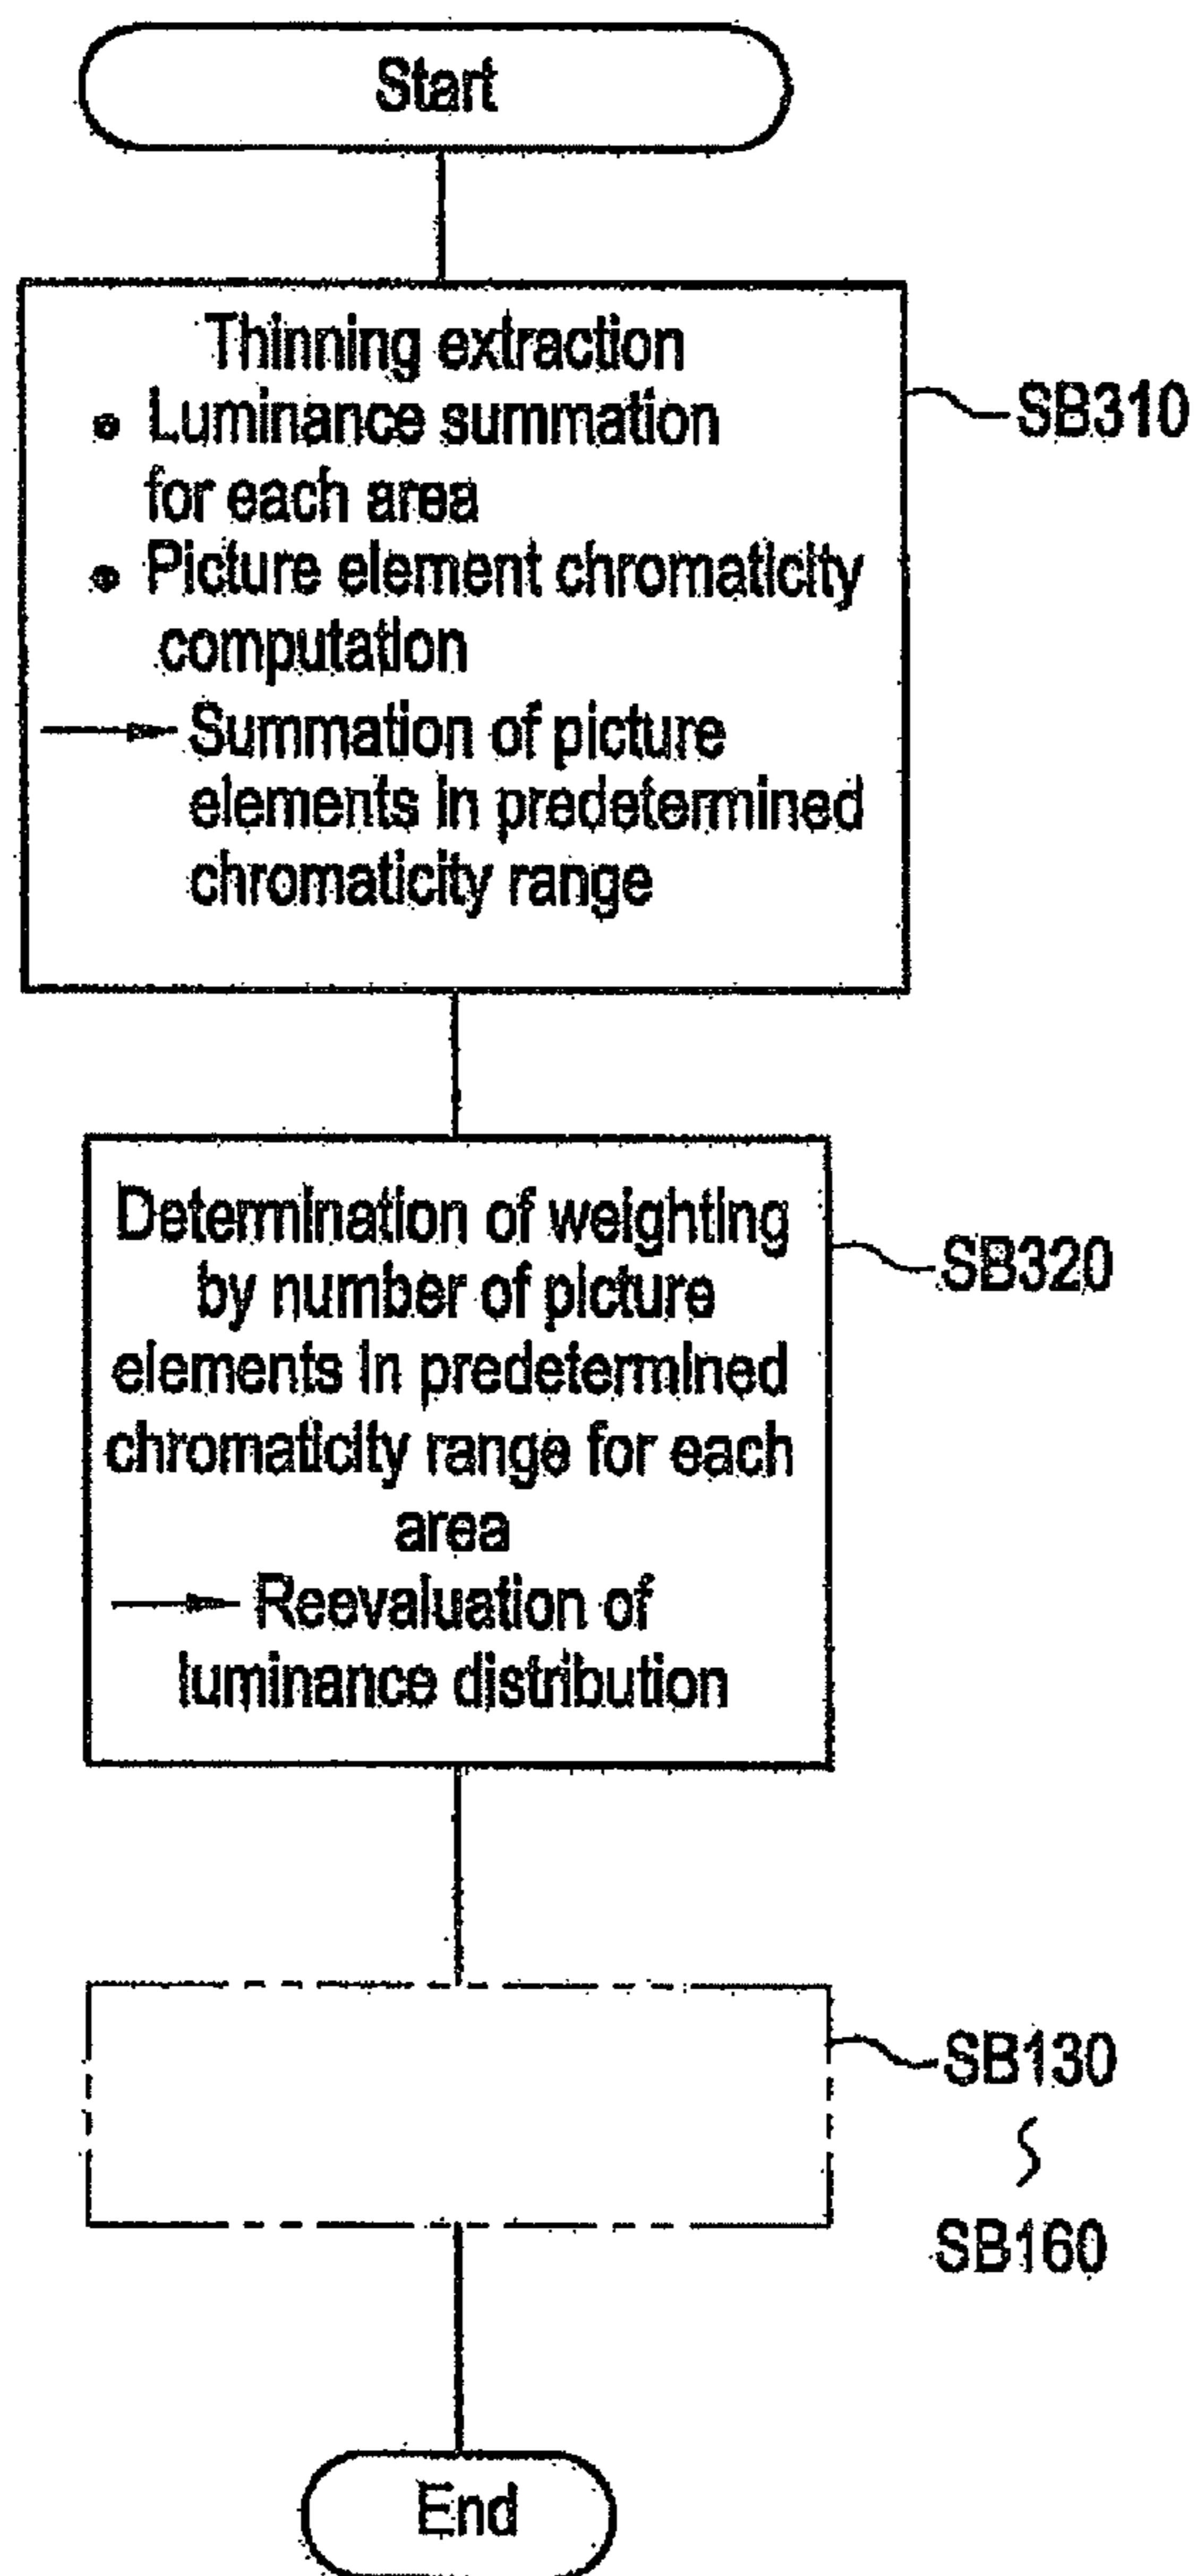 Start
Thinning extraction
• Luminance summation
for each area
• Picture element chromaticity
computation
→ Summation of picture
elements in predetermined
chromaticity range
SB310
Determination of weighting
by number of picture
elements in predetermined
chromaticity range for each
area
→ Reevaluation of
luminance distribution
SB320
SB130
SB160
End